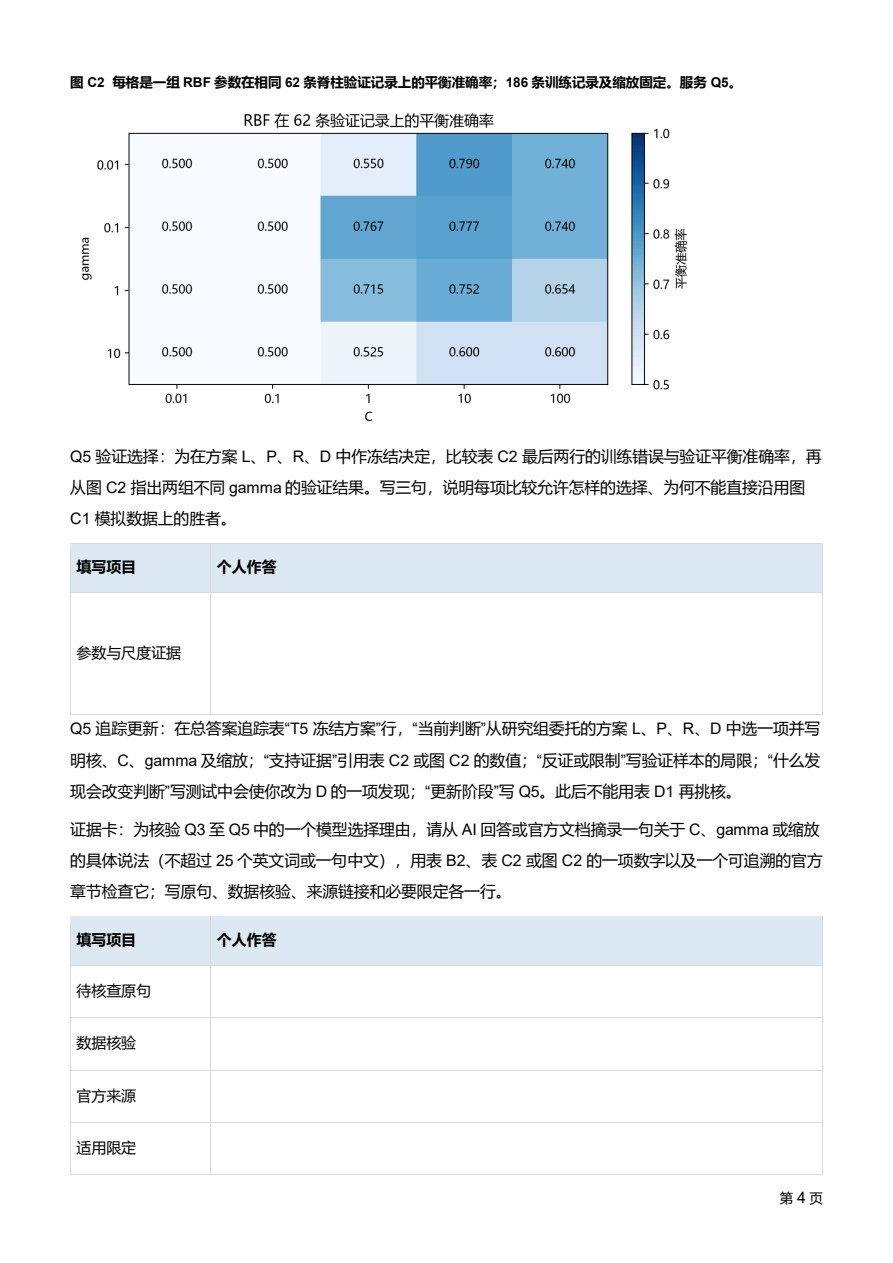 图 C2 每格是一组 RBF 参数在相同 62 条脊柱验证记录上的平衡准确率；186 条训练记录及缩放固定。服务 Q5。
RBF 在 62 条验证记录上的平衡准确率
gamma
0.01 0.500 0.500 0.550 0.790 0.740
0.1 0.500 0.500 0.767 0.777 0.740
1 0.500 0.500 0.715 0.752 0.654
10 0.500 0.500 0.525 0.600 0.600
0.01 0.1 1 10 100
C
1.0
0.9
0.8
0.7
0.6
0.5
平衡准确率
Q5 验证选择：为在方案 L、P、R、D 中作冻结决定，比较表 C2 最后两行的训练错误与验证平衡准确率，再
从图 C2 指出两组不同 gamma 的验证结果。写三句，说明每项比较允许怎样的选择、为何不能直接沿用图
C1 模拟数据上的胜者。
填写项目 个人作答
参数与尺度证据
Q5 追踪更新：在总答案追踪表“T5 冻结方案”行，“当前判断”从研究组委托的方案 L、P、R、D 中选一项并写
明核、C、gamma 及缩放；“支持证据”引用表 C2 或图 C2 的数值；“反证或限制”写验证样本的局限；“什么发
现会改变判断”写测试中会使你改为 D 的一项发现；“更新阶段”写 Q5。此后不能用表 D1 再挑核。
证据卡：为核验 Q3 至 Q5 中的一个模型选择理由，请从 AI 回答或官方文档摘录一句关于 C、gamma 或缩放
的具体说法（不超过 25 个英文词或一句中文），用表 B2、表 C2 或图 C2 的一项数字以及一个可追溯的官方
章节检查它；写原句、数据核验、来源链接和必要限定各一行。
填写项目 个人作答
待核查原句
数据核验
官方来源
适用限定
第 4 页